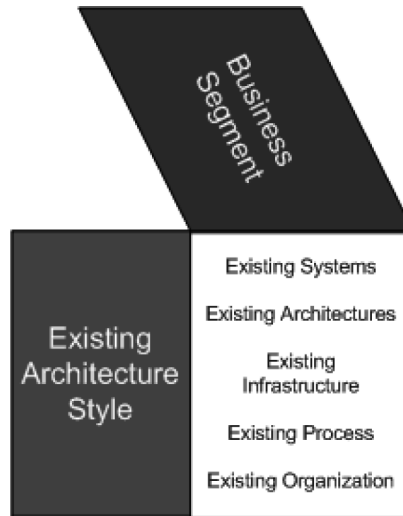 Business
Segment
Existing
Architecture
Style
Existing Systems
Existing Architectures
Existing
Infrastructure
Existing Process
Existing Organization